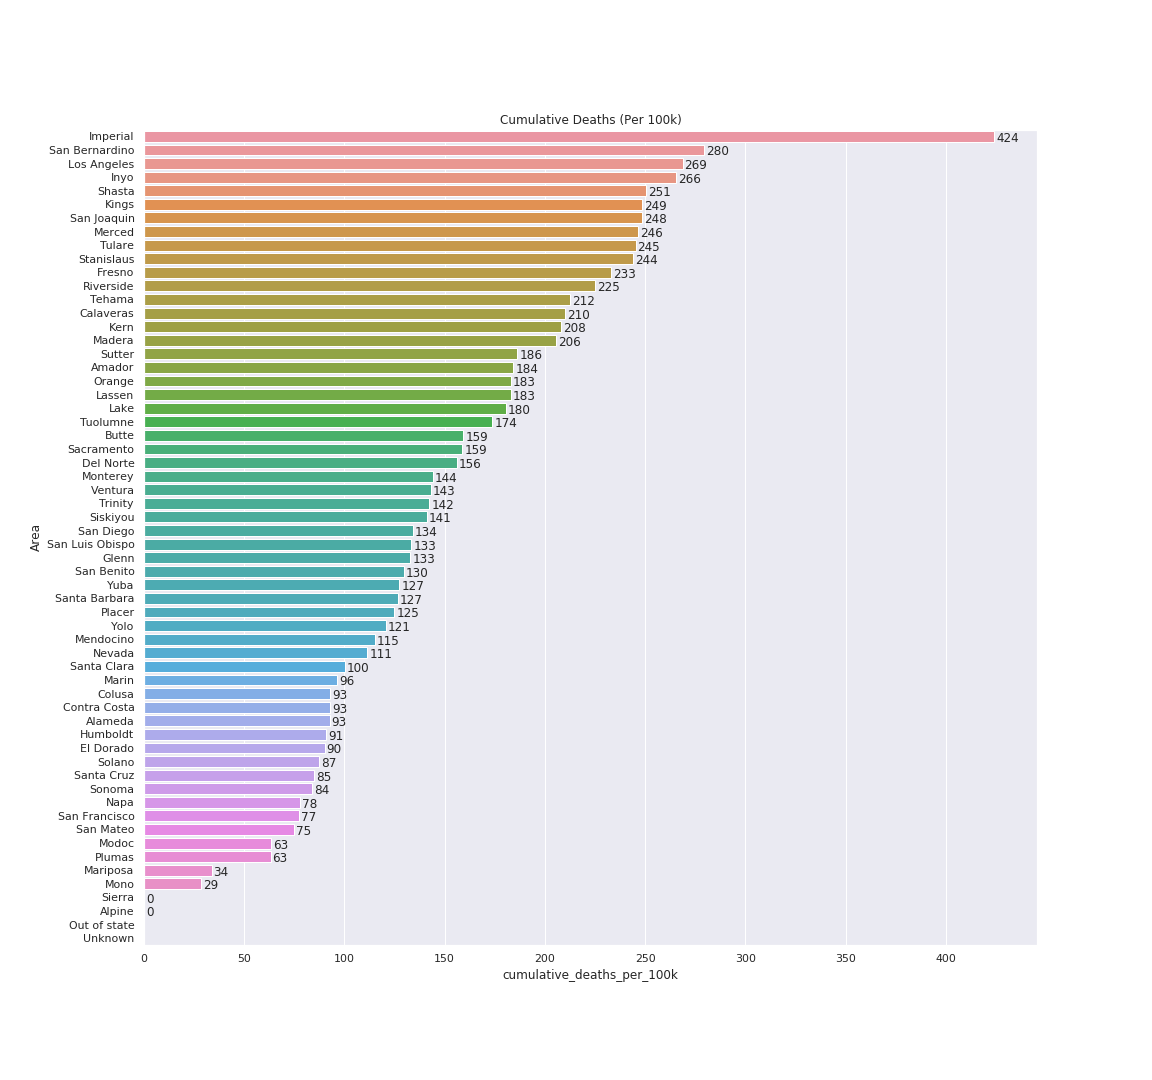 Cumulative Deaths (Per 100k)
Imperial 424
San Bernardino 280
Los Angeles 269
Inyo 266
Shasta 251
Kings 249
San Joaquin 248
Merced 246
Tulare 245
Stanislaus 244
Fresno 233
Riverside 225
Tehama 212
Calaveras 210
Kern 208
Madera 206
Sutter 186
Amador 184
Orange 183
Lassen 183
Lake 180
Tuolumne 174
Butte 159
Sacramento 159
Del Norte 156
Monterey 144
Ventura 143
Trinity 142
Siskiyou 141
San Diego 134
San Luis Obispo 133
Glenn 133
San Benito 130
Yuba 127
Santa Barbara 127
Placer 125
Yolo 121
Mendocino 115
Nevada 111
Santa Clara 100
Marin 96
Colusa 93
Contra Costa 93
Alameda 93
Humboldt 91
El Dorado 90
Solano 87
Santa Cruz 85
Sonoma 84
Napa 78
San Francisco 77
San Mateo 75
Modoc 63
Plumas 63
Mariposa 34
Mono 29
Sierra 0
Alpine 0
Out of state
Unknown
Area
0 50 100 150 200 250 300 350 400
cumulative_deaths_per_100k